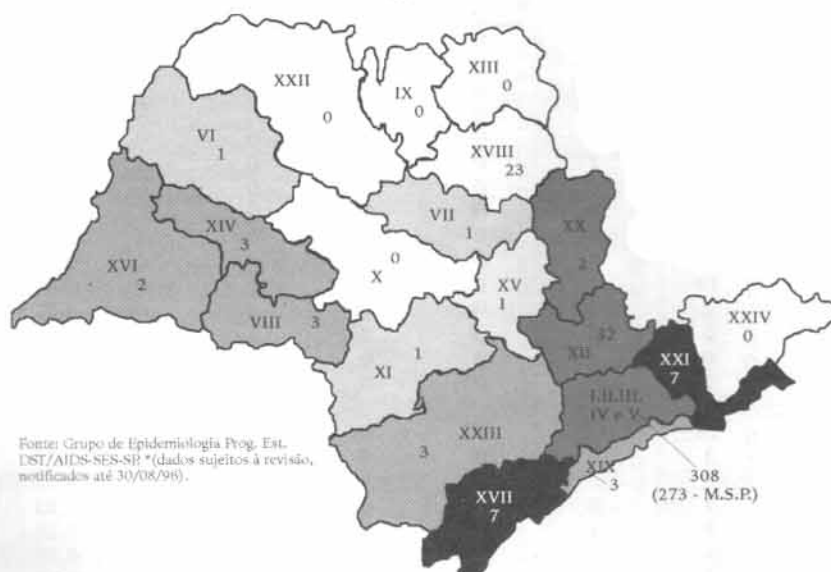 XXII
0
IX
0
XIII
0
VI
1
XVIII
23
VII
1
XX
2
XIV
3
XVI
2
X
0
XV
1
VIII
3
XII
32
XXI
7
XXIV
0
XI
1
I.II.III.
IV e V
XXIII
3
XIX
3
XVII
7
308
(273 - M.S.P.)
Fonte: Grupo de Epidemiologia Prog. Est.
DST/AIDS-SES-SP. *(dados sujeitos à revisão,
notificados até 30/08/96).